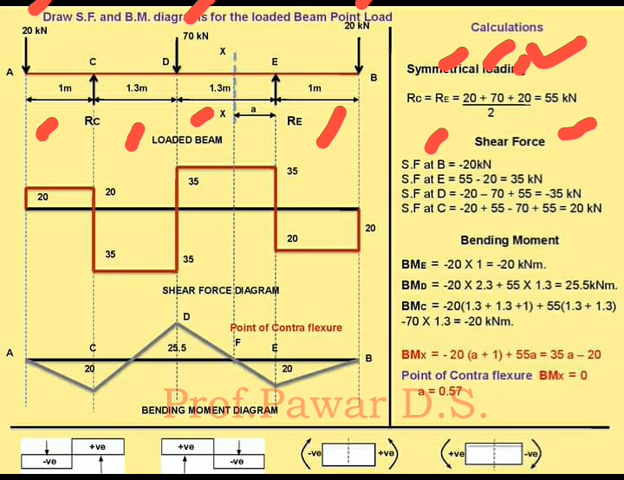 Draw S.F. and B.M. diagrams for the loaded Beam Point Load
20 kN
70 kN
20 kN
X
A
C
D
E
B
1m
1.3m
1.3m
1m
X
a
RC
RE
LOADED BEAM
20
20
35
35
35
35
20
20
SHEAR FORCE DIAGRAM
D
Point of Contra flexure
A
C
25.5
F
E
B
20
20
BENDING MOMENT DIAGRAM
Calculations
Symmetrical loading
RC = RE = 20 + 70 + 20 = 55 kN
2
Shear Force
S.F at B = -20kN
S.F at E = 55 - 20 = 35 kN
S.F at D = -20 – 70 + 55 = -35 kN
S.F at C = -20 + 55 - 70 + 55 = 20 kN
Bending Moment
BME = -20 X 1 = -20 kNm.
BMD = -20 X 2.3 + 55 X 1.3 = 25.5kNm.
BMC = -20(1.3 + 1.3 +1) + 55(1.3 + 1.3)
-70 X 1.3 = -20 kNm.
BMX = - 20 (a + 1) + 55a = 35 a – 20
Point of Contra flexure BMX = 0
a = 0.57
Prof.Pawar D.S.
+ve
-ve
+ve
-ve
-ve
+ve
+ve
-ve